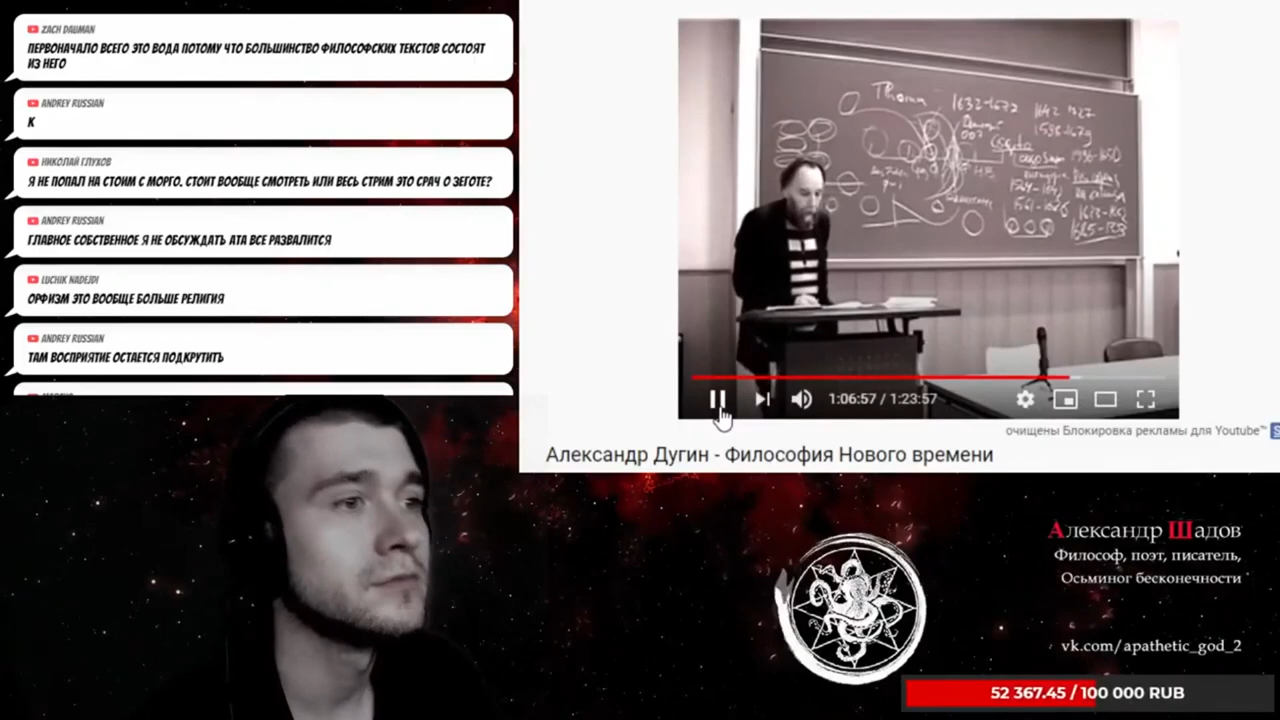 ZACH DAUMAN
ПЕРВОНАЧАЛО ВСЕГО ЭТО ВОДА ПОТОМУ ЧТО БОЛЬШИНСТВО ФИЛОСОФСКИХ ТЕКСТОВ СОСТОЯТ
ИЗ НЕГО
ANDREY RUSSIAN
К
НИКОЛАЙ ГЛУХОВ
Я НЕ ПОПАЛ НА СТОИМ С МОРГО. СТОИТ ВООБЩЕ СМОТРЕТЬ ИЛИ ВЕСЬ СТРИМ ЭТО СРАЧ О ЗЕГОТЕ?
ANDREY RUSSIAN
ГЛАВНОЕ СОБСТВЕННОЕ Я НЕ ОБСУЖДАТЬ АТА ВСЕ РАЗВАЛИТСЯ
LUCHIK NADEJDI
ОРФИЗМ ЭТО ВООБЩЕ БОЛЬШЕ РЕЛИГИЯ
ANDREY RUSSIAN
ТАМ ВОСПРИЯТИЕ ОСТАЕТСЯ ПОДКРУТИТЬ
1632-1677
1:06:57 / 1:23:57
очищены Блокировка рекламы для Youtube™
Александр Дугин - Философия Нового времени
Александр Шадов
Философ, поэт, писатель,
Осьминог бесконечности
vk.com/apathetic_god_2
52 367.45 / 100 000 RUB